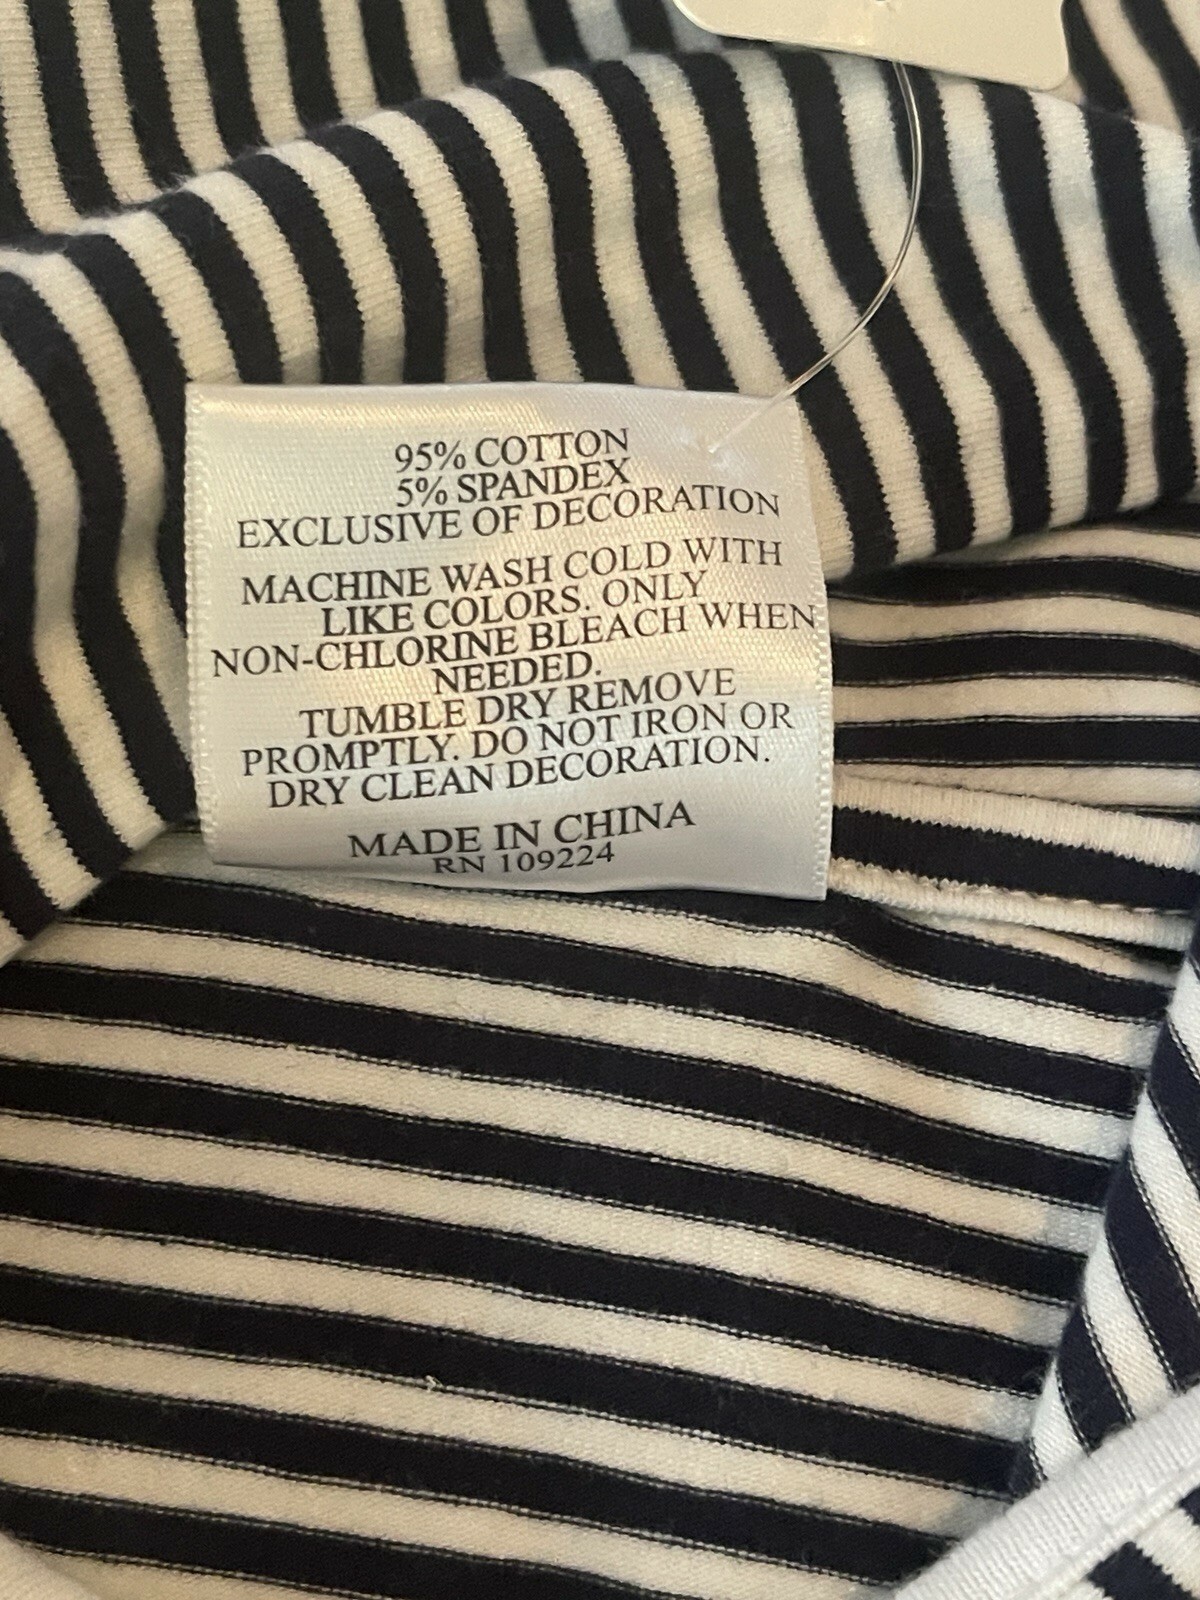 95% COTTON
5% SPANDEX
EXCLUSIVE OF DECORATION
MACHINE WASH COLD WITH
LIKE COLORS. ONLY
NON-CHLORINE BLEACH WHEN
NEEDED.
TUMBLE DRY REMOVE
PROMPTLY. DO NOT IRON OR
DRY CLEAN DECORATION.
MADE IN CHINA
RN 109224